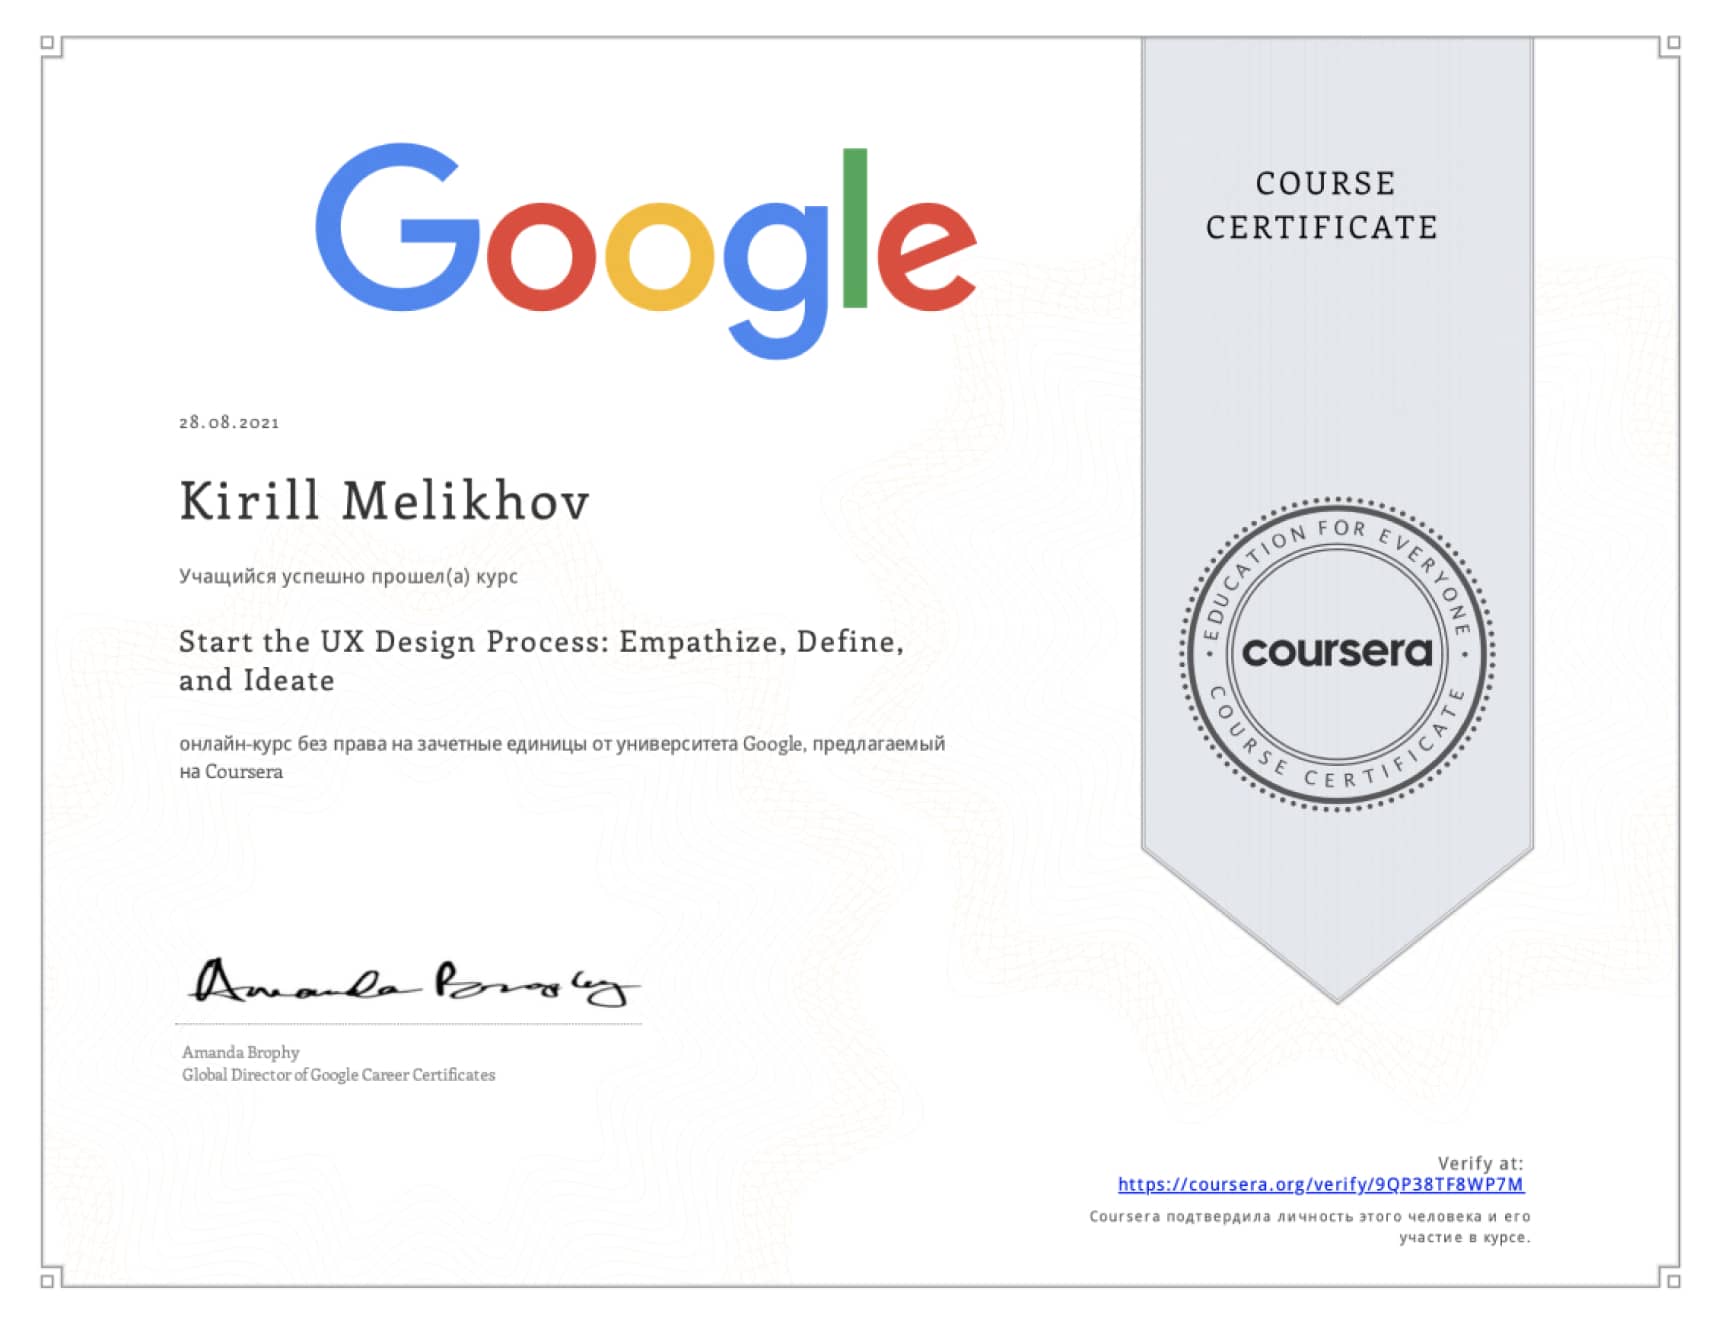 Google
COURSE
CERTIFICATE
28.08.2021
Kirill Melikhov
Учащийся успешно прошел(а) курс
Start the UX Design Process: Empathize, Define,
and Ideate
онлайн-курс без права на зачетные единицы от университета Google, предлагаемый
на Coursera
EDUCATION FOR EVERYONE
coursera
COURSE CERTIFICATE
Amanda Brophy
Amanda Brophy
Global Director of Google Career Certificates
Verify at:
https://coursera.org/verify/9QP38TF8WP7M
Coursera подтвердила личность этого человека и его
участие в курсе.